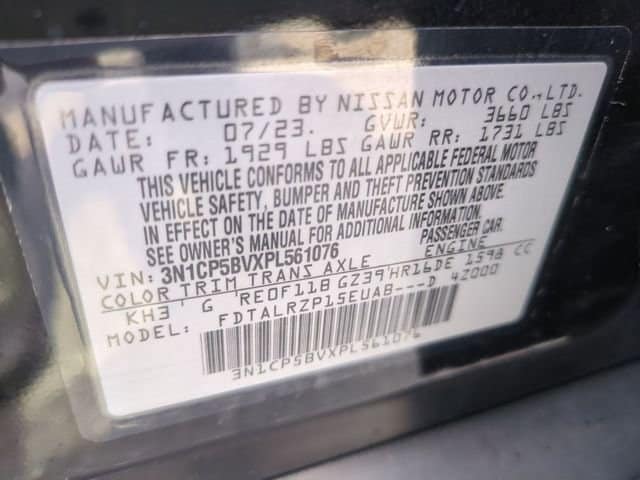 MANUFACTURED BY NISSAN MOTOR CO.,LTD.
DATE: 07/23. GVWR: 3660 LBS
GAWR FR: 1929 LBS GAWR RR: 1731 LBS
THIS VEHICLE CONFORMS TO ALL APPLICABLE FEDERAL MOTOR
VEHICLE SAFETY, BUMPER AND THEFT PREVENTION STANDARDS
IN EFFECT ON THE DATE OF MANUFACTURE SHOWN ABOVE.
SEE OWNER'S MANUAL FOR ADDITIONAL INFORMATION.
VIN: 3N1CP5BVXPL561076 PASSENGER CAR.
COLOR TRIM TRANS AXLE ENGINE
KH3 G RE0F11B GZ39 HR16DE 1598 CC
MODEL: FDTALRZP15EUAB---D 4Z000
3N1CP5BVXPL561076